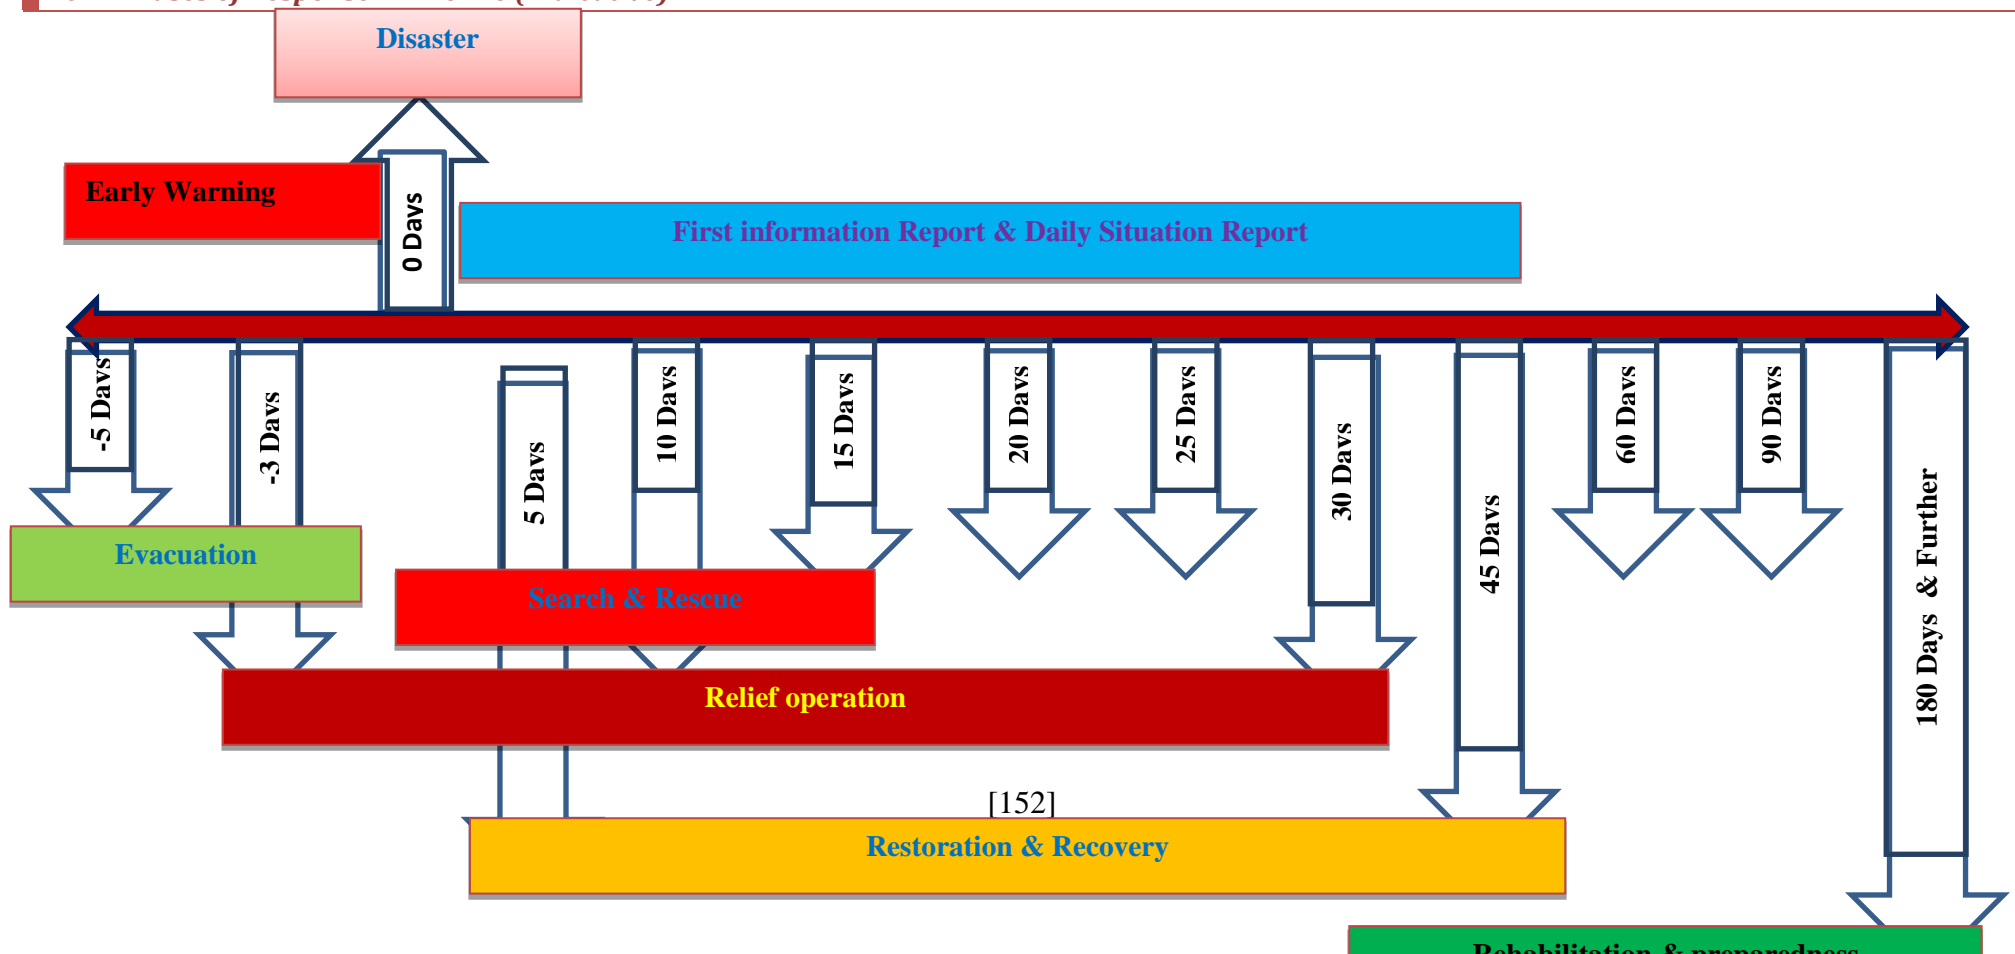 Disaster
Early Warning
0 Days
First information Report & Daily Situation Report
-5 Days
-3 Days
5 Days
10 Days
15 Days
20 Days
25 Days
30 Days
45 Days
60 Days
90 Days
180 Days & Further
Evacuation
Search & Rescue
Relief operation
[152]
Restoration & Recovery
Rehabilitation & preparedness